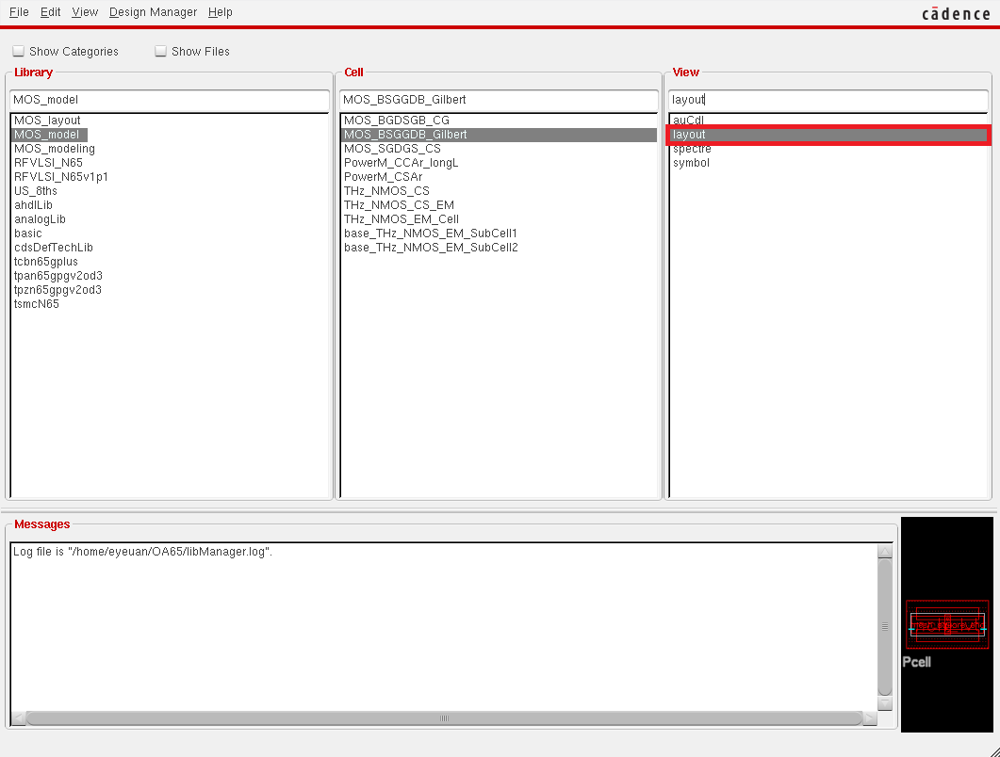 File Edit View Design Manager Help
cādence
Show Categories Show Files
Library
MOS_model
MOS_layout
MOS_model
MOS_modeling
RFVLSI_N65
RFVLSI_N65v1p1
US_8ths
ahdlLib
analogLib
basic
cdsDefTechLib
tcbn65gplus
tpan65gpgv2od3
tpzn65gpgv2od3
tsmcN65
Cell
MOS_BSGGDB_Gilbert
MOS_BGDSGB_CG
MOS_BSGGDB_Gilbert
MOS_SGDGS_CS
PowerM_CCAr_longL
PowerM_CSAr
THz_NMOS_CS
THz_NMOS_CS_EM
THz_NMOS_EM_Cell
base_THz_NMOS_EM_SubCell1
base_THz_NMOS_EM_SubCell2
View
layout
auCdl
layout
spectre
symbol
Messages
Log file is "/home/eyeuan/OA65/libManager.log".
Pcell